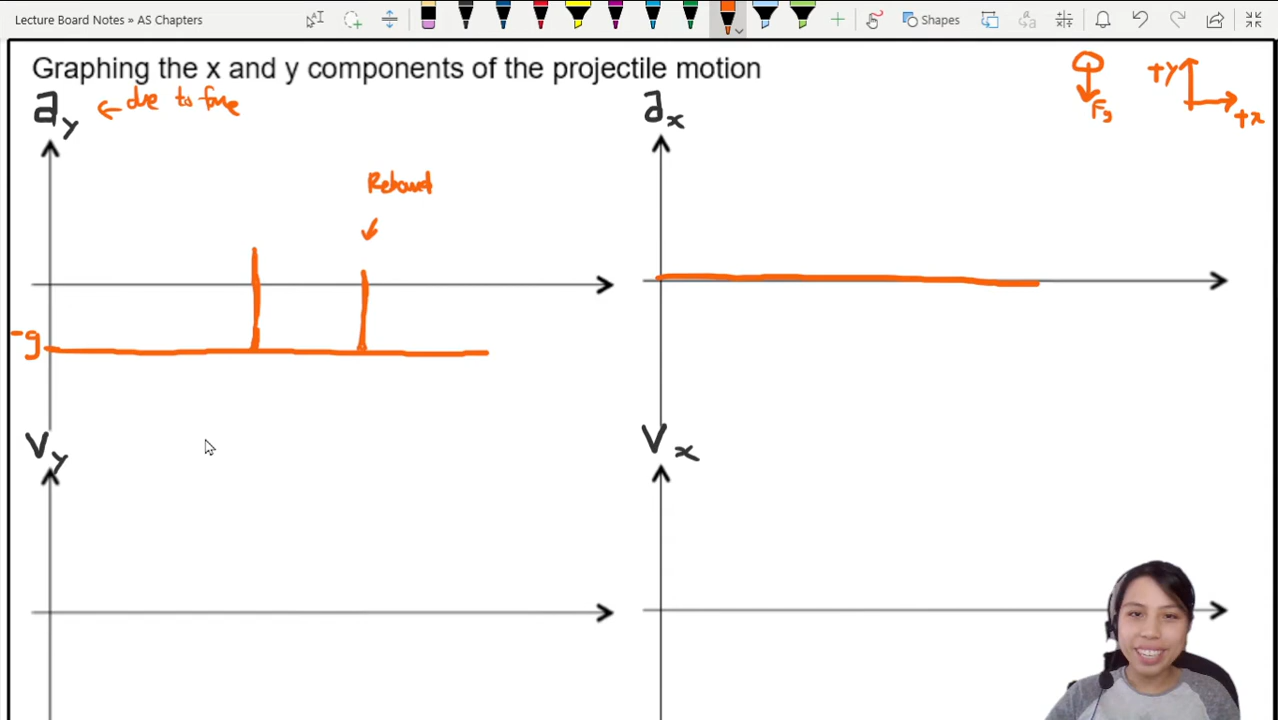 Lecture Board Notes » AS Chapters
Shapes
Graphing the x and y components of the projectile motion
ay
← due to force
ax
Fg
+y
+x
Rebound
-g
Vy
Vx